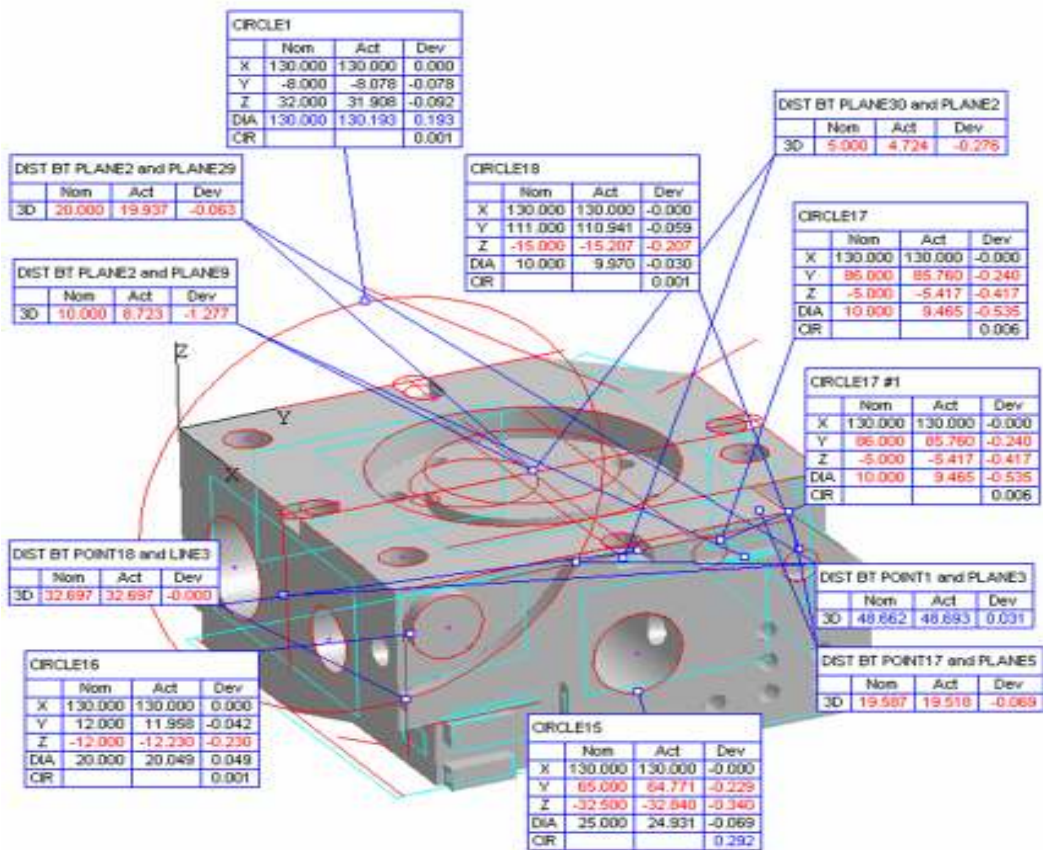 CIRCLE1
Nom Act Dev
X 130.000 130.000 0.000
Y -8.000 -8.078 -0.078
Z 32.000 31.908 -0.092
DIA 130.000 130.193 0.193
CIR 0.001
DIST BT PLANE30 and PLANE2
Nom Act Dev
3D 5.000 4.724 -0.276
DIST BT PLANE2 and PLANE29
Nom Act Dev
3D 20.000 19.937 -0.063
CIRCLE18
Nom Act Dev
X 130.000 130.000 -0.000
Y 111.000 110.941 -0.059
Z -15.000 -15.207 -0.207
DIA 10.000 9.970 -0.030
CIR 0.001
CIRCLE17
Nom Act Dev
X 130.000 130.000 -0.000
Y 86.000 85.760 -0.240
Z -5.000 -5.417 -0.417
DIA 10.000 9.465 -0.535
CIR 0.006
DIST BT PLANE2 and PLANE9
Nom Act Dev
3D 10.000 8.723 -1.277
Z
Y
X
CIRCLE17 #1
Nom Act Dev
X 130.000 130.000 -0.000
Y 86.000 85.760 -0.240
Z -5.000 -5.417 -0.417
DIA 10.000 9.465 -0.535
CIR 0.006
DIST BT POINT18 and LINE3
Nom Act Dev
3D 32.697 32.697 -0.000
DIST BT POINT1 and PLANE3
Nom Act Dev
3D 48.662 48.693 0.031
CIRCLE16
Nom Act Dev
X 130.000 130.000 0.000
Y 12.000 11.958 -0.042
Z -12.000 -12.230 -0.230
DIA 20.000 20.049 0.049
CIR 0.001
DIST BT POINT17 and PLANE5
Nom Act Dev
3D 19.587 19.518 -0.069
CIRCLE15
Nom Act Dev
X 130.000 130.000 -0.000
Y 65.000 64.771 -0.229
Z -32.500 -32.840 -0.340
DIA 25.000 24.931 -0.069
CIR 0.292